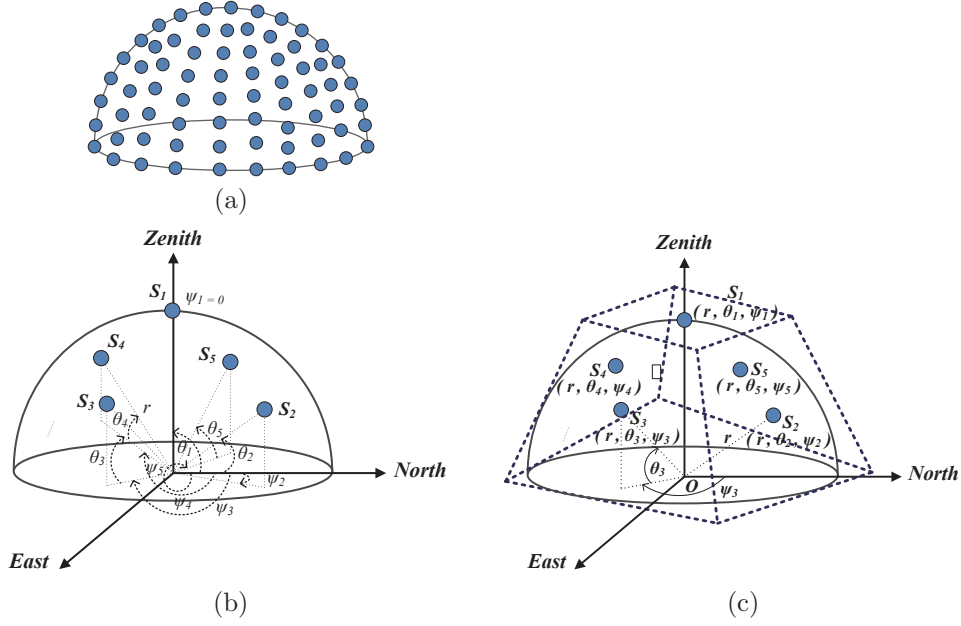 (a)
Zenith
S₁
ψ₁ = 0
S₄
S₅
S₃
S₂
θ₄
r
θ₃
θ₅
θ₁
θ₂
ψ₅
ψ₂
ψ₄
ψ₃
North
East
(b)
Zenith
S₁
(r, θ₁, ψ₁)
S₄
(r, θ₄, ψ₄)
S₅
(r, θ₅, ψ₅)
S₃
(r, θ₃, ψ₃)
S₂
(r, θ₂, ψ₂)
r
θ₃
O
ψ₃
North
East
(c)